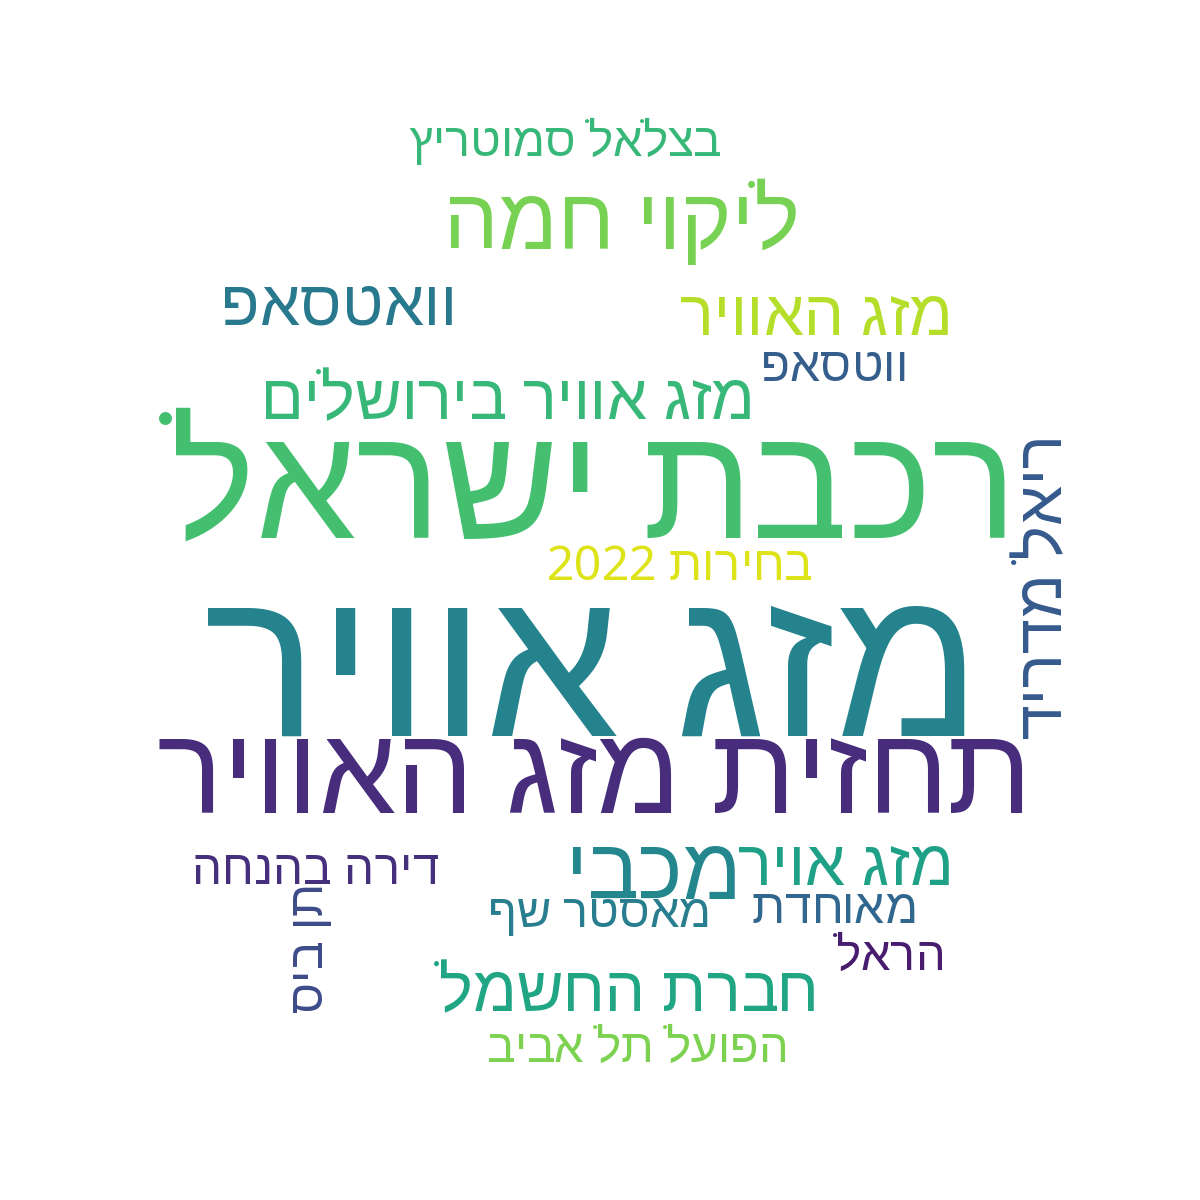 בצלאל סמוטריץ
ליקוי חמה
וואטסאפ
מזג האוויר
ווטסאפ
מזג אוויר בירושלים
רכבת ישראל
ריאל מדריד
בחירות 2022
מזג אוויר
תחזית מזג האוויר
מזג אויר
מכבי
דירה בהנחה
מאוחדת
מאסטר שף
תן ביס
הראל
חברת החשמל
הפועל תל אביב